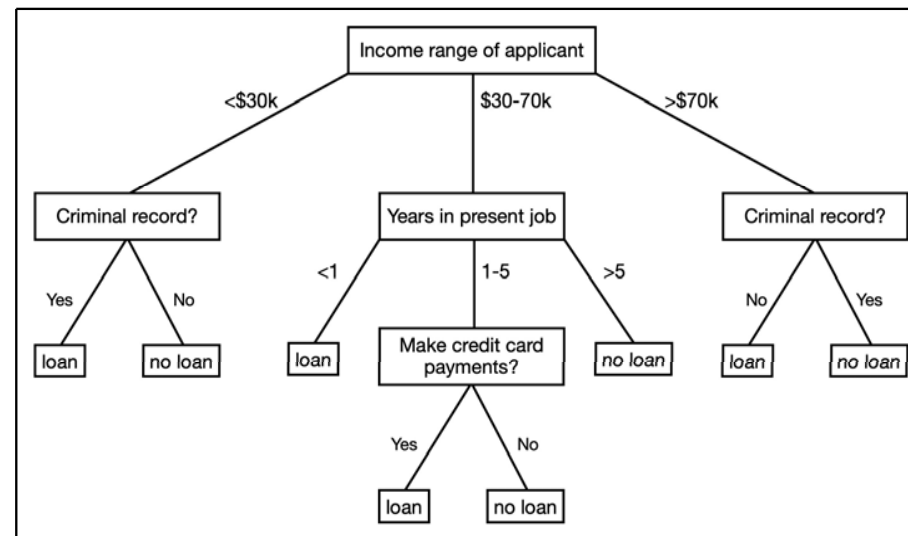 Income range of applicant
<$30k
$30-70k
>$70k
Criminal record?
Years in present job
Criminal record?
<1
1-5
>5
Yes
No
No
Yes
loan
no loan
loan
Make credit card
payments?
no loan
loan
no loan
Yes
No
loan
no loan